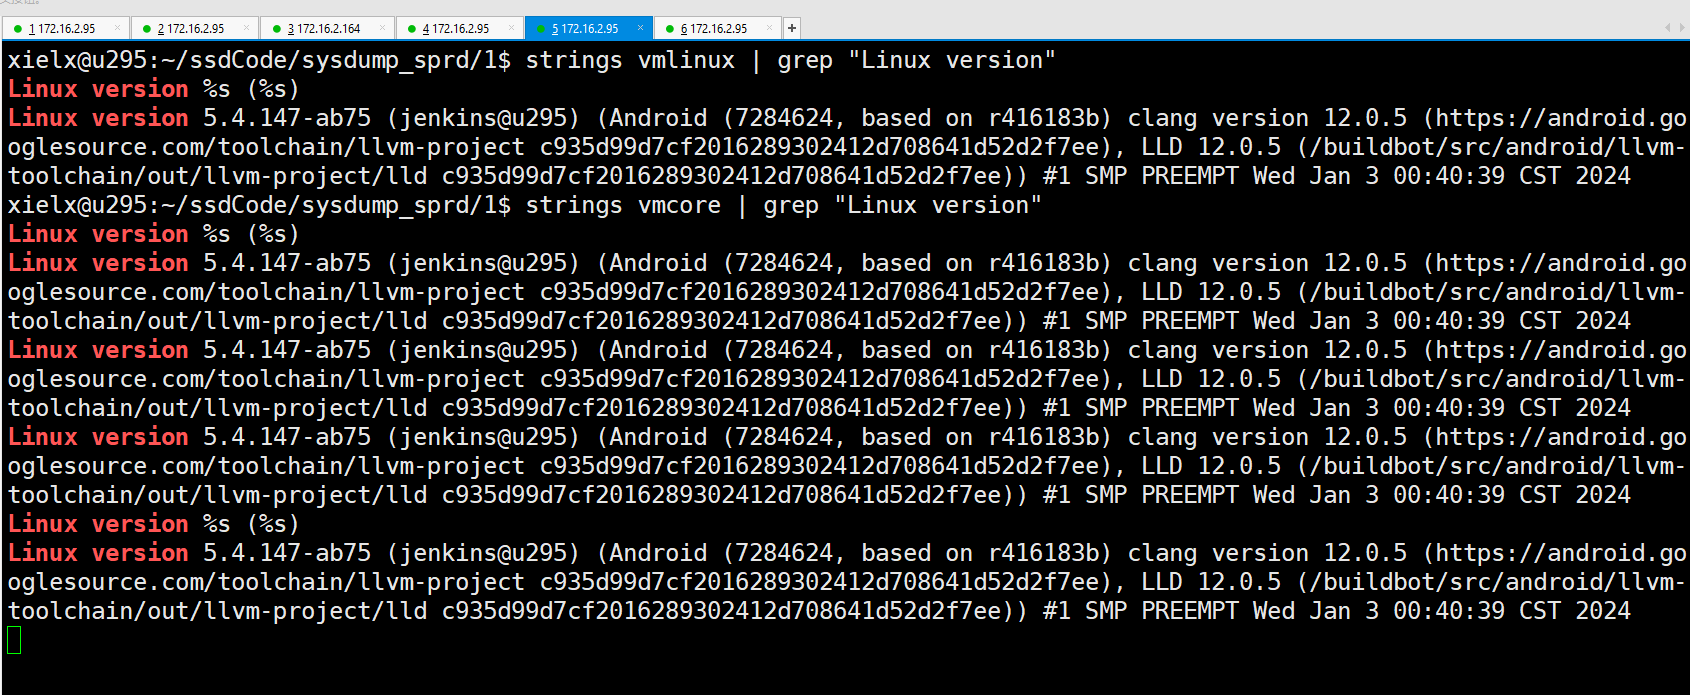 1 172.16.2.95 × 2 172.16.2.95 × 3 172.16.2.164 × 4 172.16.2.95 × 5 172.16.2.95 × 6 172.16.2.95 × +
xielx@u295:~/ssdCode/sysdump_sprd/1$ strings vmlinux | grep "Linux version"
Linux version %s (%s)
Linux version 5.4.147-ab75 (jenkins@u295) (Android (7284624, based on r416183b) clang version 12.0.5 (https://android.go
oglesource.com/toolchain/llvm-project c935d99d7cf2016289302412d708641d52d2f7ee), LLD 12.0.5 (/buildbot/src/android/llvm-
toolchain/out/llvm-project/lld c935d99d7cf2016289302412d708641d52d2f7ee)) #1 SMP PREEMPT Wed Jan 3 00:40:39 CST 2024
xielx@u295:~/ssdCode/sysdump_sprd/1$ strings vmcore | grep "Linux version"
Linux version %s (%s)
Linux version 5.4.147-ab75 (jenkins@u295) (Android (7284624, based on r416183b) clang version 12.0.5 (https://android.go
oglesource.com/toolchain/llvm-project c935d99d7cf2016289302412d708641d52d2f7ee), LLD 12.0.5 (/buildbot/src/android/llvm-
toolchain/out/llvm-project/lld c935d99d7cf2016289302412d708641d52d2f7ee)) #1 SMP PREEMPT Wed Jan 3 00:40:39 CST 2024
Linux version 5.4.147-ab75 (jenkins@u295) (Android (7284624, based on r416183b) clang version 12.0.5 (https://android.go
oglesource.com/toolchain/llvm-project c935d99d7cf2016289302412d708641d52d2f7ee), LLD 12.0.5 (/buildbot/src/android/llvm-
toolchain/out/llvm-project/lld c935d99d7cf2016289302412d708641d52d2f7ee)) #1 SMP PREEMPT Wed Jan 3 00:40:39 CST 2024
Linux version 5.4.147-ab75 (jenkins@u295) (Android (7284624, based on r416183b) clang version 12.0.5 (https://android.go
oglesource.com/toolchain/llvm-project c935d99d7cf2016289302412d708641d52d2f7ee), LLD 12.0.5 (/buildbot/src/android/llvm-
toolchain/out/llvm-project/lld c935d99d7cf2016289302412d708641d52d2f7ee)) #1 SMP PREEMPT Wed Jan 3 00:40:39 CST 2024
Linux version %s (%s)
Linux version 5.4.147-ab75 (jenkins@u295) (Android (7284624, based on r416183b) clang version 12.0.5 (https://android.go
oglesource.com/toolchain/llvm-project c935d99d7cf2016289302412d708641d52d2f7ee), LLD 12.0.5 (/buildbot/src/android/llvm-
toolchain/out/llvm-project/lld c935d99d7cf2016289302412d708641d52d2f7ee)) #1 SMP PREEMPT Wed Jan 3 00:40:39 CST 2024